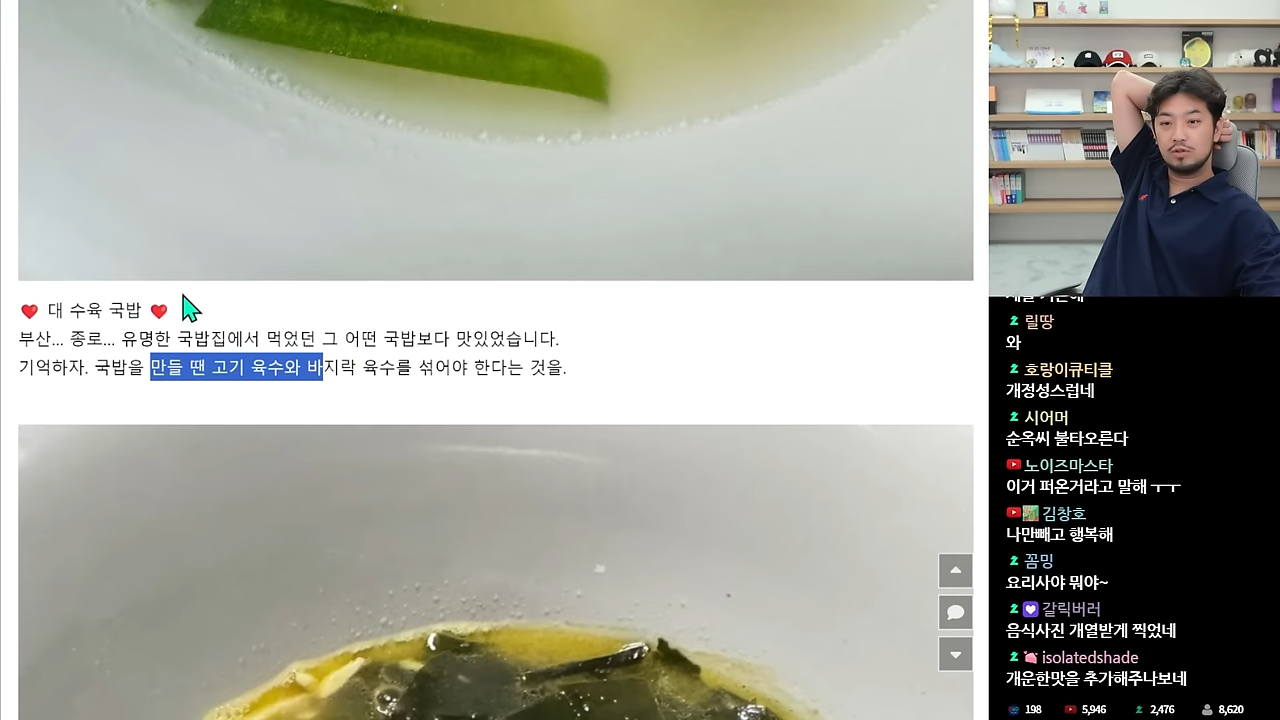 ❤️ 대 수육 국밥 ❤️
부산... 종로... 유명한 국밥집에서 먹었던 그 어떤 국밥보다 맛있었습니다.
기억하자. 국밥을 만들 땐 고기 육수와 바지락 육수를 섞어야 한다는 것을.
릴땅
와
호랑이큐티클
개정성스럽네
시어머
순옥씨 불타오른다
노이즈마스타
이거 퍼온거라고 말해 ㅜㅜ
김창호
나만빼고 행복해
꼼밍
요리사야 뭐야~
갈릭버러
음식사진 개열받게 찍었네
isolatedshade
개운한맛을 추가해주나보네
198 5,946 2,476 8,620